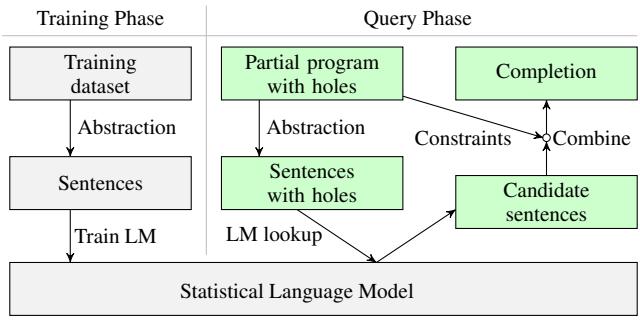 Training Phase
Query Phase
Training
dataset
Partial program
with holes
Completion
Abstraction
Abstraction
Constraints
Combine
Sentences
Sentences
with holes
Candidate
sentences
Train LM
LM lookup
Statistical Language Model